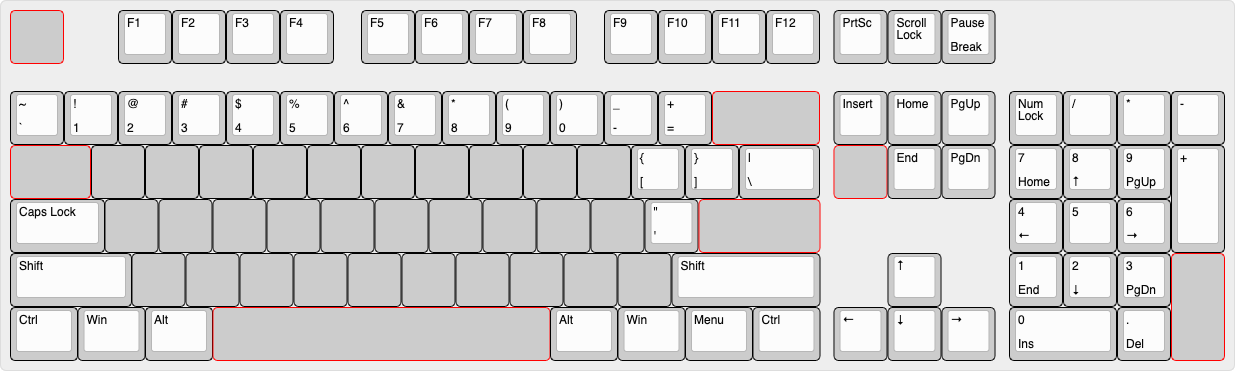 F1 F2 F3 F4 F5 F6 F7 F8 F9 F10 F11 F12 PrtSc Scroll Pause
Lock
Break
~ ! @ # $ % ^ & * ( ) _ + Insert Home PgUp Num / * -
Lock
` 1 2 3 4 5 6 7 8 9 0 - =
{ } | End PgDn 7 8 9 +
[ ] \ Home ↑ PgUp
Caps Lock " 4 5 6
' ← →
Shift Shift ↑ 1 2 3
End ↓ PgDn
Ctrl Win Alt Alt Win Menu Ctrl ← ↓ → 0 .
Ins Del